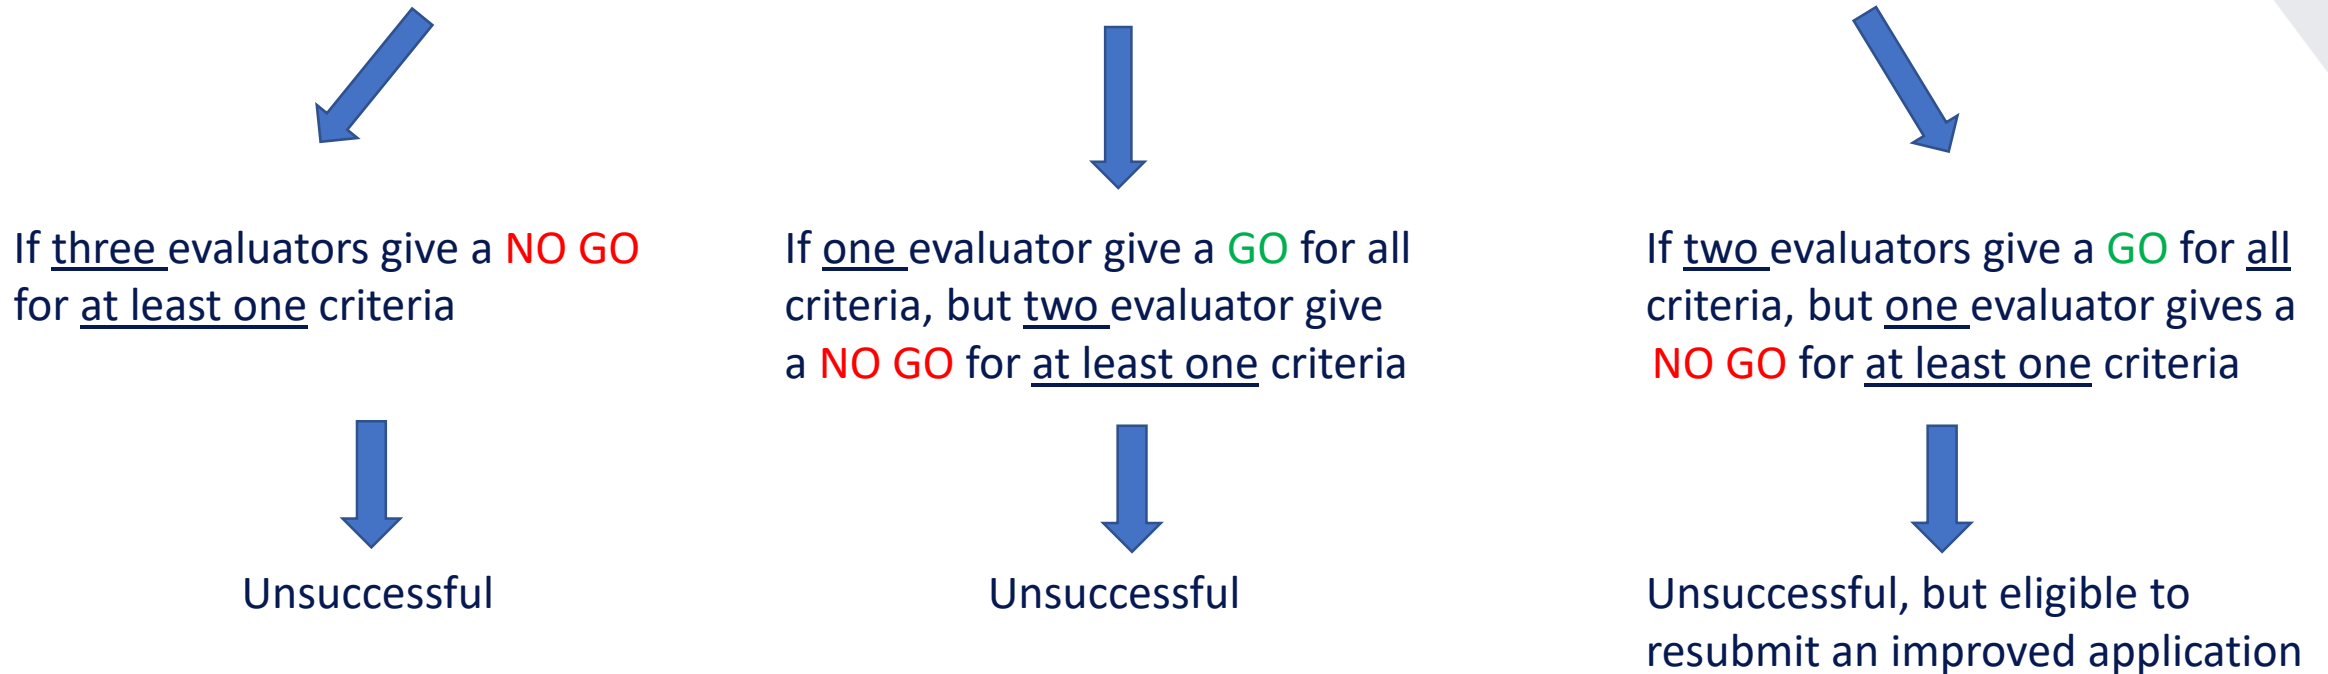 If three evaluators give a NO GO
for at least one criteria
Unsuccessful
If one evaluator give a GO for all
criteria, but two evaluator give
a NO GO for at least one criteria
Unsuccessful
If two evaluators give a GO for all
criteria, but one evaluator gives a
NO GO for at least one criteria
Unsuccessful, but eligible to
resubmit an improved application